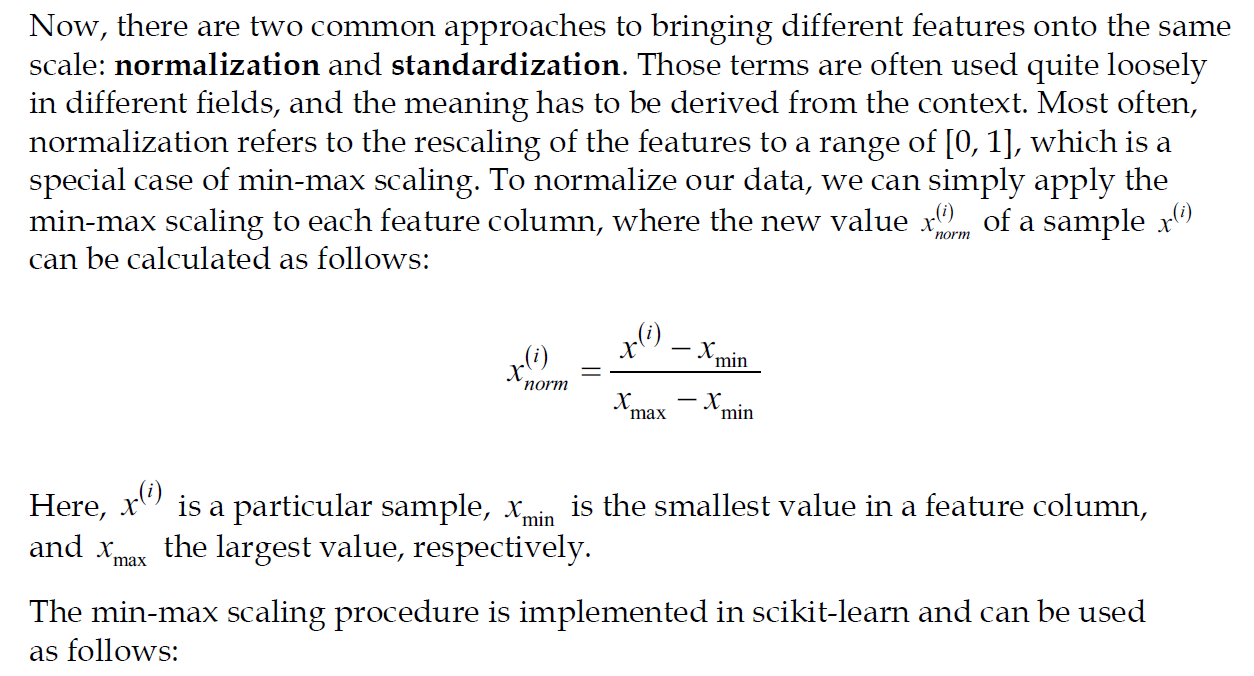 Now, there are two common approaches to bringing different features onto the same
scale: normalization and standardization. Those terms are often used quite loosely
in different fields, and the meaning has to be derived from the context. Most often,
normalization refers to the rescaling of the features to a range of [0, 1], which is a
special case of min-max scaling. To normalize our data, we can simply apply the
min-max scaling to each feature column, where the new value x_{norm}^{(i)} of a sample x^{(i)}
can be calculated as follows:
x_{norm}^{(i)} = \frac{x^{(i)} - x_{min}}{x_{max} - x_{min}}
Here, x^{(i)} is a particular sample, x_{min} is the smallest value in a feature column,
and x_{max} the largest value, respectively.
The min-max scaling procedure is implemented in scikit-learn and can be used
as follows: